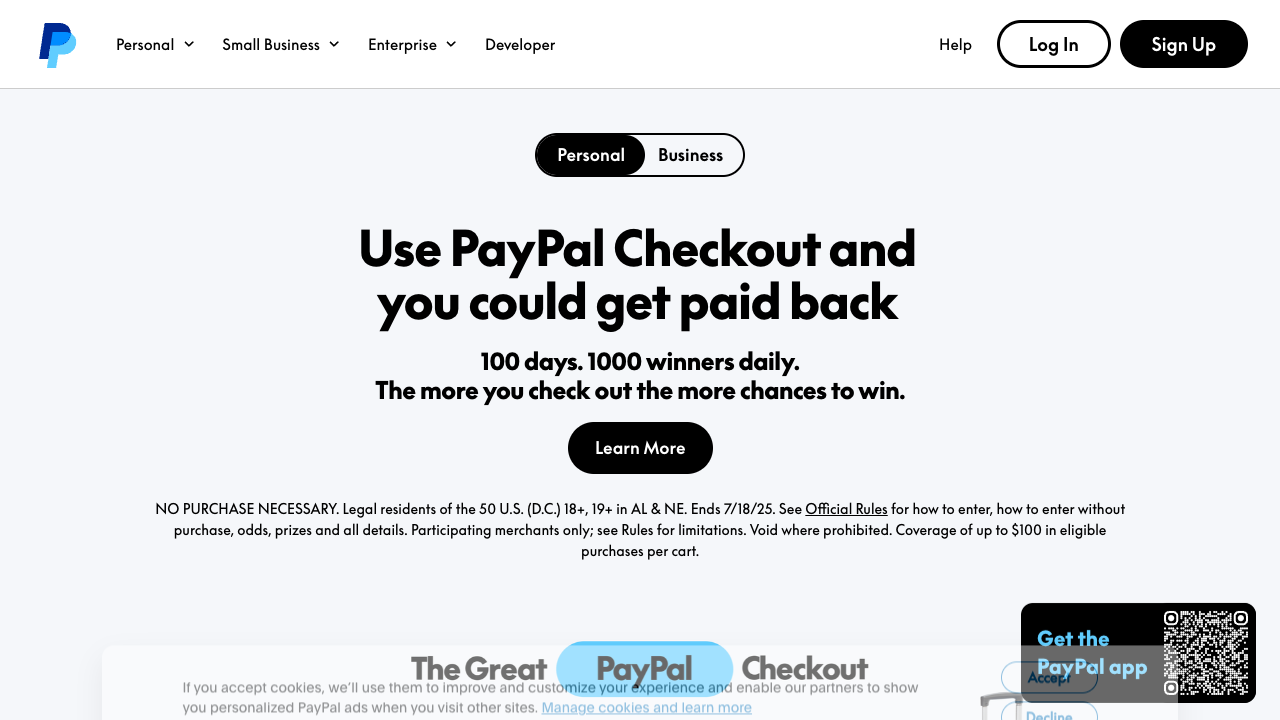 Personal Small Business Enterprise Developer Help Log In Sign Up
Personal Business
Use PayPal Checkout and
you could get paid back
100 days. 1000 winners daily.
The more you check out the more chances to win.
Learn More
NO PURCHASE NECESSARY. Legal residents of the 50 U.S. (D.C.) 18+, 19+ in AL & NE. Ends 7/18/25. See Official Rules for how to enter, how to enter without
purchase, odds, prizes and all details. Participating merchants only; see Rules for limitations. Void where prohibited. Coverage of up to $100 in eligible
purchases per cart.
Get the
PayPal app
The Great PayPal Checkout
If you accept cookies, we'll use them to improve and customize your experience and enable our partners to show
you personalized PayPal ads when you visit other sites. Manage cookies and learn more
Accept
Decline